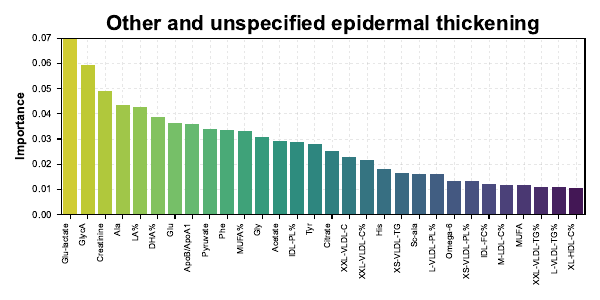 Other and unspecified epidermal thickening
Importance
0.07
0.06
0.05
0.04
0.03
0.02
0.01
0.00
Glu-lactate
GlycA
Creatinine
Ala
LA%
DHA%
Glu
ApoB/ApoA1
Pyruvate
Phe
MUFA%
Gly
Acetate
IDL-PL%
Tyr
Citrate
XXL-VLDL-C
XXL-VLDL-C%
His
XS-VLDL-TG
Sc-ala
L-VLDL-PL%
Omega-6
XS-VLDL-PL%
IDL-FC%
M-LDL-C%
MUFA
XXL-VLDL-TG%
L-VLDL-TG%
XL-HDL-C%